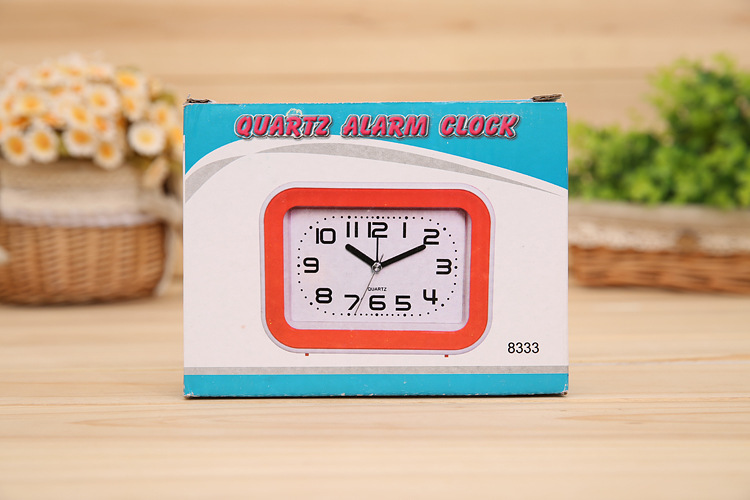 QUARTZ ALARM CLOCK
10 11 12 1 2
9 3
QUARTZ
8 7 6 5 4
8333